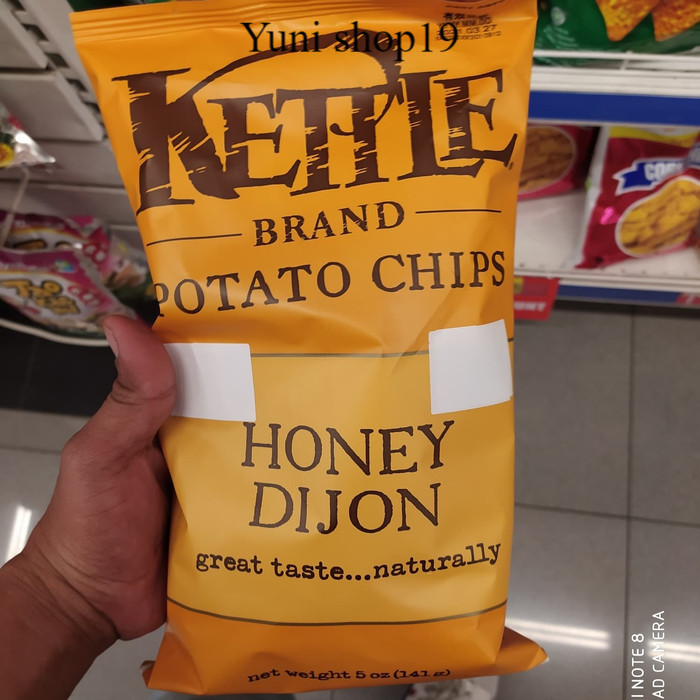 Yuni shop19
KETTLE
BRAND
POTATO CHIPS
HONEY
DIJON
great taste...naturally
net weight 5 oz (141 g)
I NOTE 8
AD CAMERA